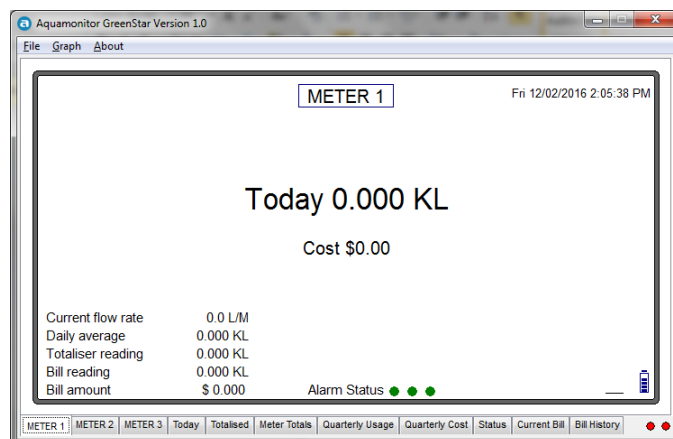 Aquamonitor GreenStar Version 1.0
File Graph About
METER 1
Fri 12/02/2016 2:05:38 PM
Today 0.000 KL
Cost $0.00
Current flow rate 0.0 L/M
Daily average 0.000 KL
Totaliser reading 0.000 KL
Bill reading 0.000 KL
Bill amount $ 0.000
Alarm Status
METER 1 METER 2 METER 3 Today Totalised Meter Totals Quarterly Usage Quarterly Cost Status Current Bill Bill History